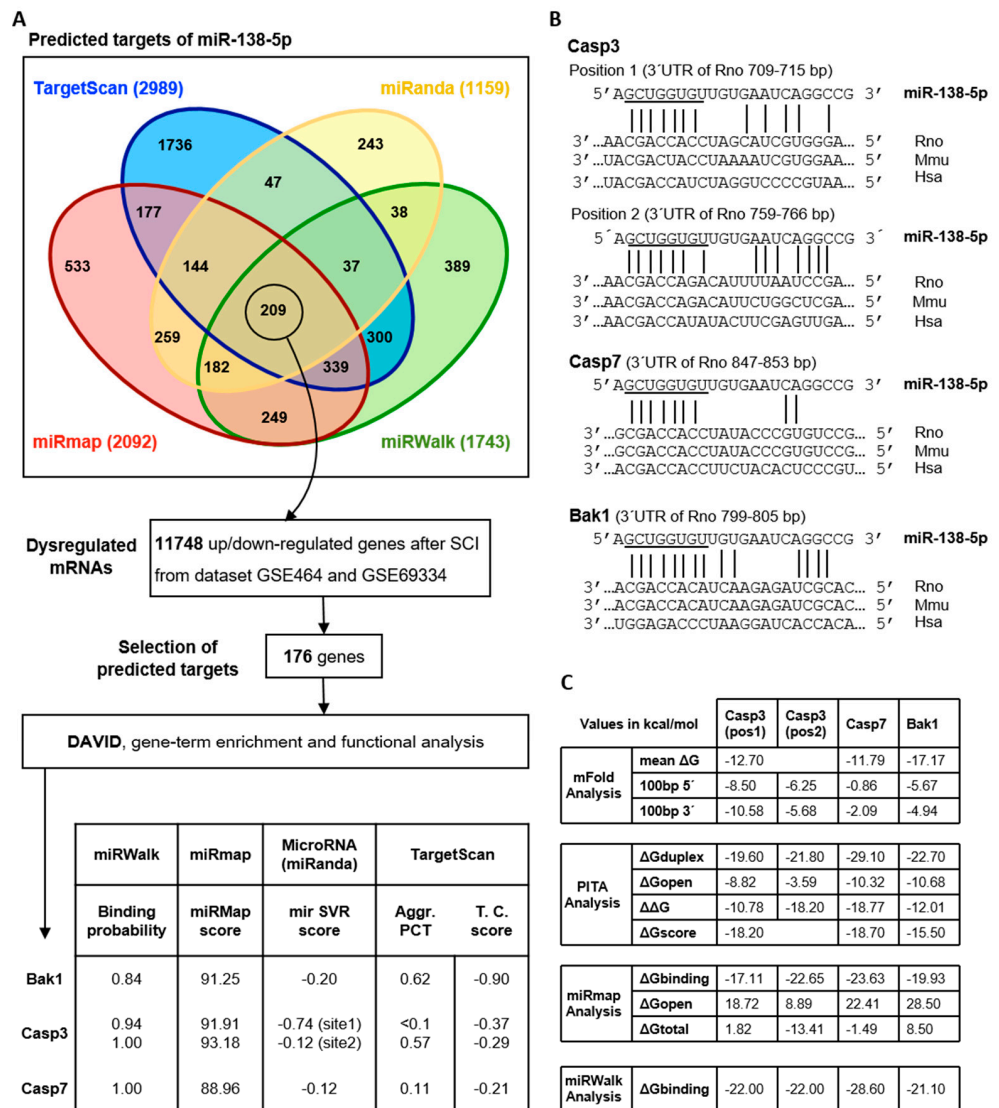 A
Predicted targets of miR-138-5p
TargetScan (2989)
miRanda (1159)
1736
243
47
177
38
533
144
37
389
209
259
300
182
339
249
miRmap (2092)
miRWalk (1743)
Dysregulated mRNAs
11748 up/down-regulated genes after SCI
from dataset GSE464 and GSE69334
Selection of predicted targets
176 genes
DAVID, gene-term enrichment and functional analysis
miRWalk miRmap MicroRNA (miRanda) TargetScan
Binding probability miRMap score mir SVR score Aggr. PCT T. C. score
Bak1 0.84 91.25 -0.20 0.62 -0.90
Casp3 0.94 91.91 -0.74 (site1) <0.1 -0.37
1.00 93.18 -0.12 (site2) 0.57 -0.29
Casp7 1.00 88.96 -0.12 0.11 -0.21
B
Casp3
Position 1 (3´UTR of Rno 709-715 bp)
5′AGCUGGUGUUGUGAAUCAGGCCG 3′ miR-138-5p
3′…AACGACCACCUAGCAUCGUGGGA… 5′ Rno
3′…UACGACUACCUAAAAUCGUGGAA… 5′ Mmu
3′…UACGACCAUCUAGGUCCCCGUAA… 5′ Hsa
Position 2 (3´UTR of Rno 759-766 bp)
5´AGCUGGUGUUGUGAAUCAGGCCG 3´ miR-138-5p
3′…AACGACCAGACAUUUUAAUCCGA… 5′ Rno
3′…AACGACCAGACAUUCUGGCUCGA… 5′ Mmu
3′…AACGACCAUAUACUUCGAGUUGA… 5′ Hsa
Casp7 (3´UTR of Rno 847-853 bp)
5′AGCUGGUGUUGUGAAUCAGGCCG 3′ miR-138-5p
3′…GCGACCACCUAUACCCGUGUCCG… 5′ Rno
3′…GCGACCACCUAUACCCGUGUCCG… 5′ Mmu
3′…ACGACCACCUUCUACACUCCCGU… 5′ Hsa
Bak1 (3´UTR of Rno 799-805 bp)
5′AGCUGGUGUUGUGAAUCAGGCCG 3′ miR-138-5p
3′…ACGACCACAUCAAGAGAUCGCAC… 5′ Rno
3′…ACGACCACAUCAAGAGAUCGCAC… 5′ Mmu
3′…UGGAGACCCUAAGGAUCACCACA… 5′ Hsa
C
Values in kcal/mol Casp3 (pos1) Casp3 (pos2) Casp7 Bak1
mFold Analysis
mean ΔG -12.70 -11.79 -17.17
100bp 5´ -8.50 -6.25 -0.86 -5.67
100bp 3´ -10.58 -5.68 -2.09 -4.94
PITA Analysis
ΔGduplex -19.60 -21.80 -29.10 -22.70
ΔGopen -8.82 -3.59 -10.32 -10.68
ΔΔG -10.78 -18.20 -18.77 -12.01
ΔGscore -18.20 -18.70 -15.50
miRmap Analysis
ΔGbinding -17.11 -22.65 -23.63 -19.93
ΔGopen 18.72 8.89 22.41 28.50
ΔGtotal 1.82 -13.41 -1.49 8.50
miRWalk Analysis
ΔGbinding -22.00 -22.00 -28.60 -21.10